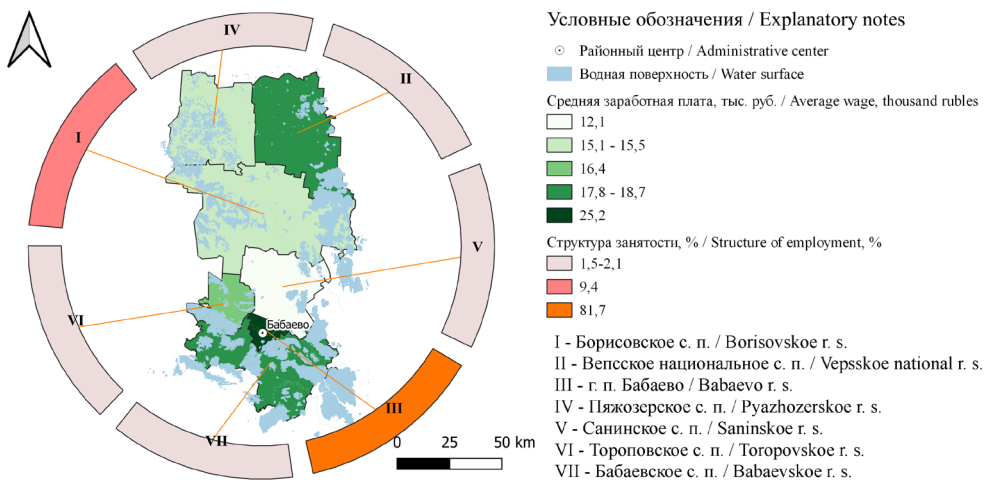 IV
II
I
V
VI
Бабаево
III
VII
0 25 50 km
Условные обозначения / Explanatory notes
Районный центр / Administrative center
Водная поверхность / Water surface
Средняя заработная плата, тыс. руб. / Average wage, thousand rubles
12,1
15,1 - 15,5
16,4
17,8 - 18,7
25,2
Структура занятости, % / Structure of employment, %
1,5-2,1
9,4
81,7
I - Борисовское с. п. / Borisovskoe r. s.
II - Вепсское национальное с. п. / Vepsskoe national r. s.
III - г. п. Бабаево / Babaevo r. s.
IV - Пяжозерское с. п. / Pyazhozerskoe r. s.
V - Санинское с. п. / Saninskoe r. s.
VI - Тороповское с. п. / Toropovskoe r. s.
VII - Бабаевское с. п. / Babaevskoe r. s.